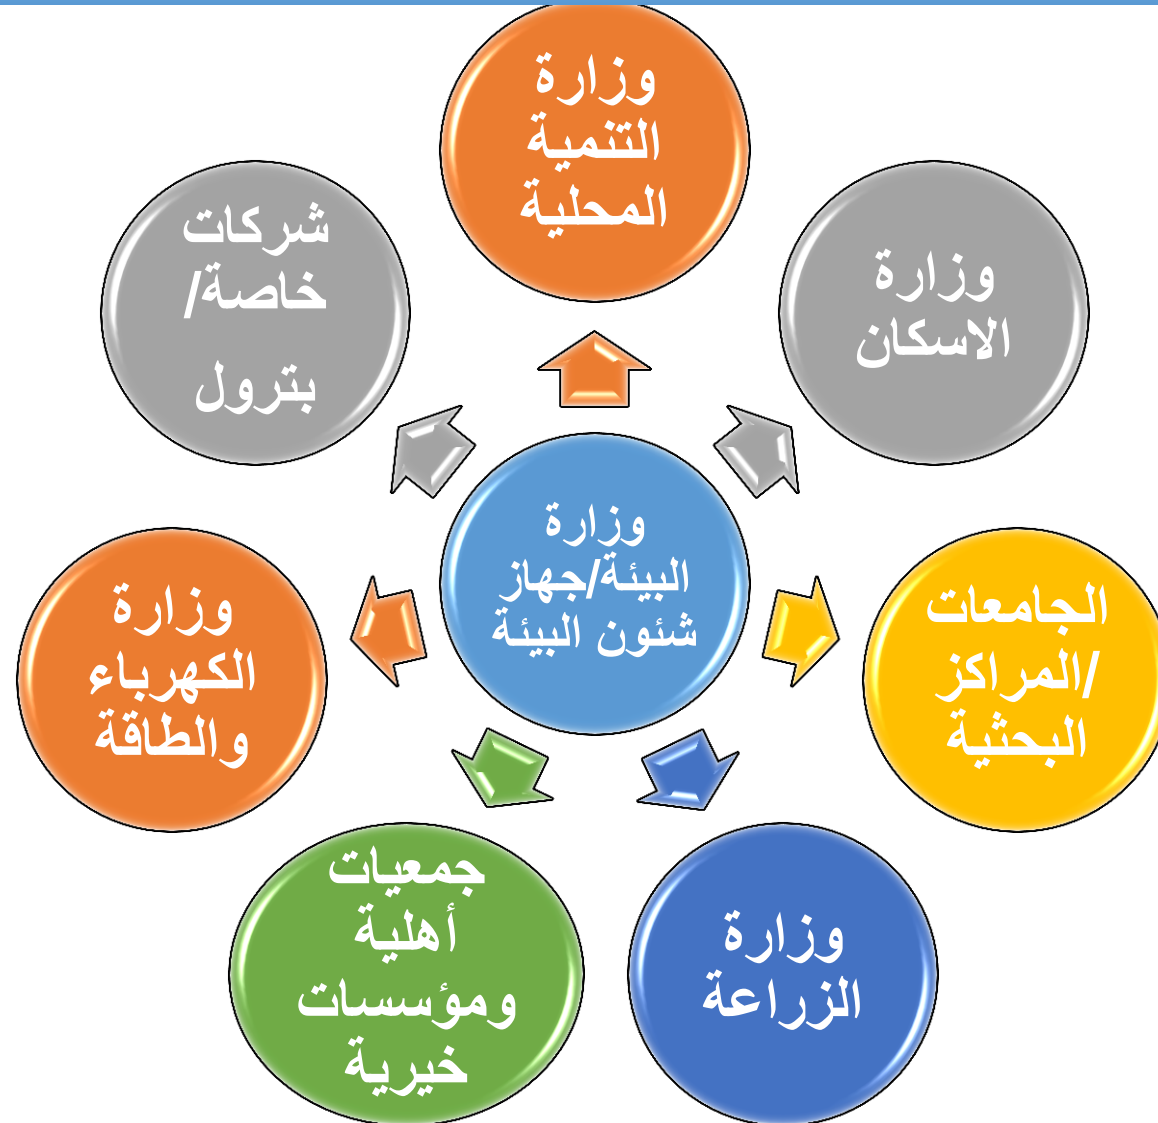 وزارة
التنمية
المحلية
وزارة
الاسكان
شركات
خاصة/
بترول
وزارة
البيئة/جهاز
شئون البيئة
الجامعات
/المراكز
البحثية
وزارة
الكهرباء
والطاقة
وزارة
الزراعة
جمعيات
أهلية
ومؤسسات
خيرية